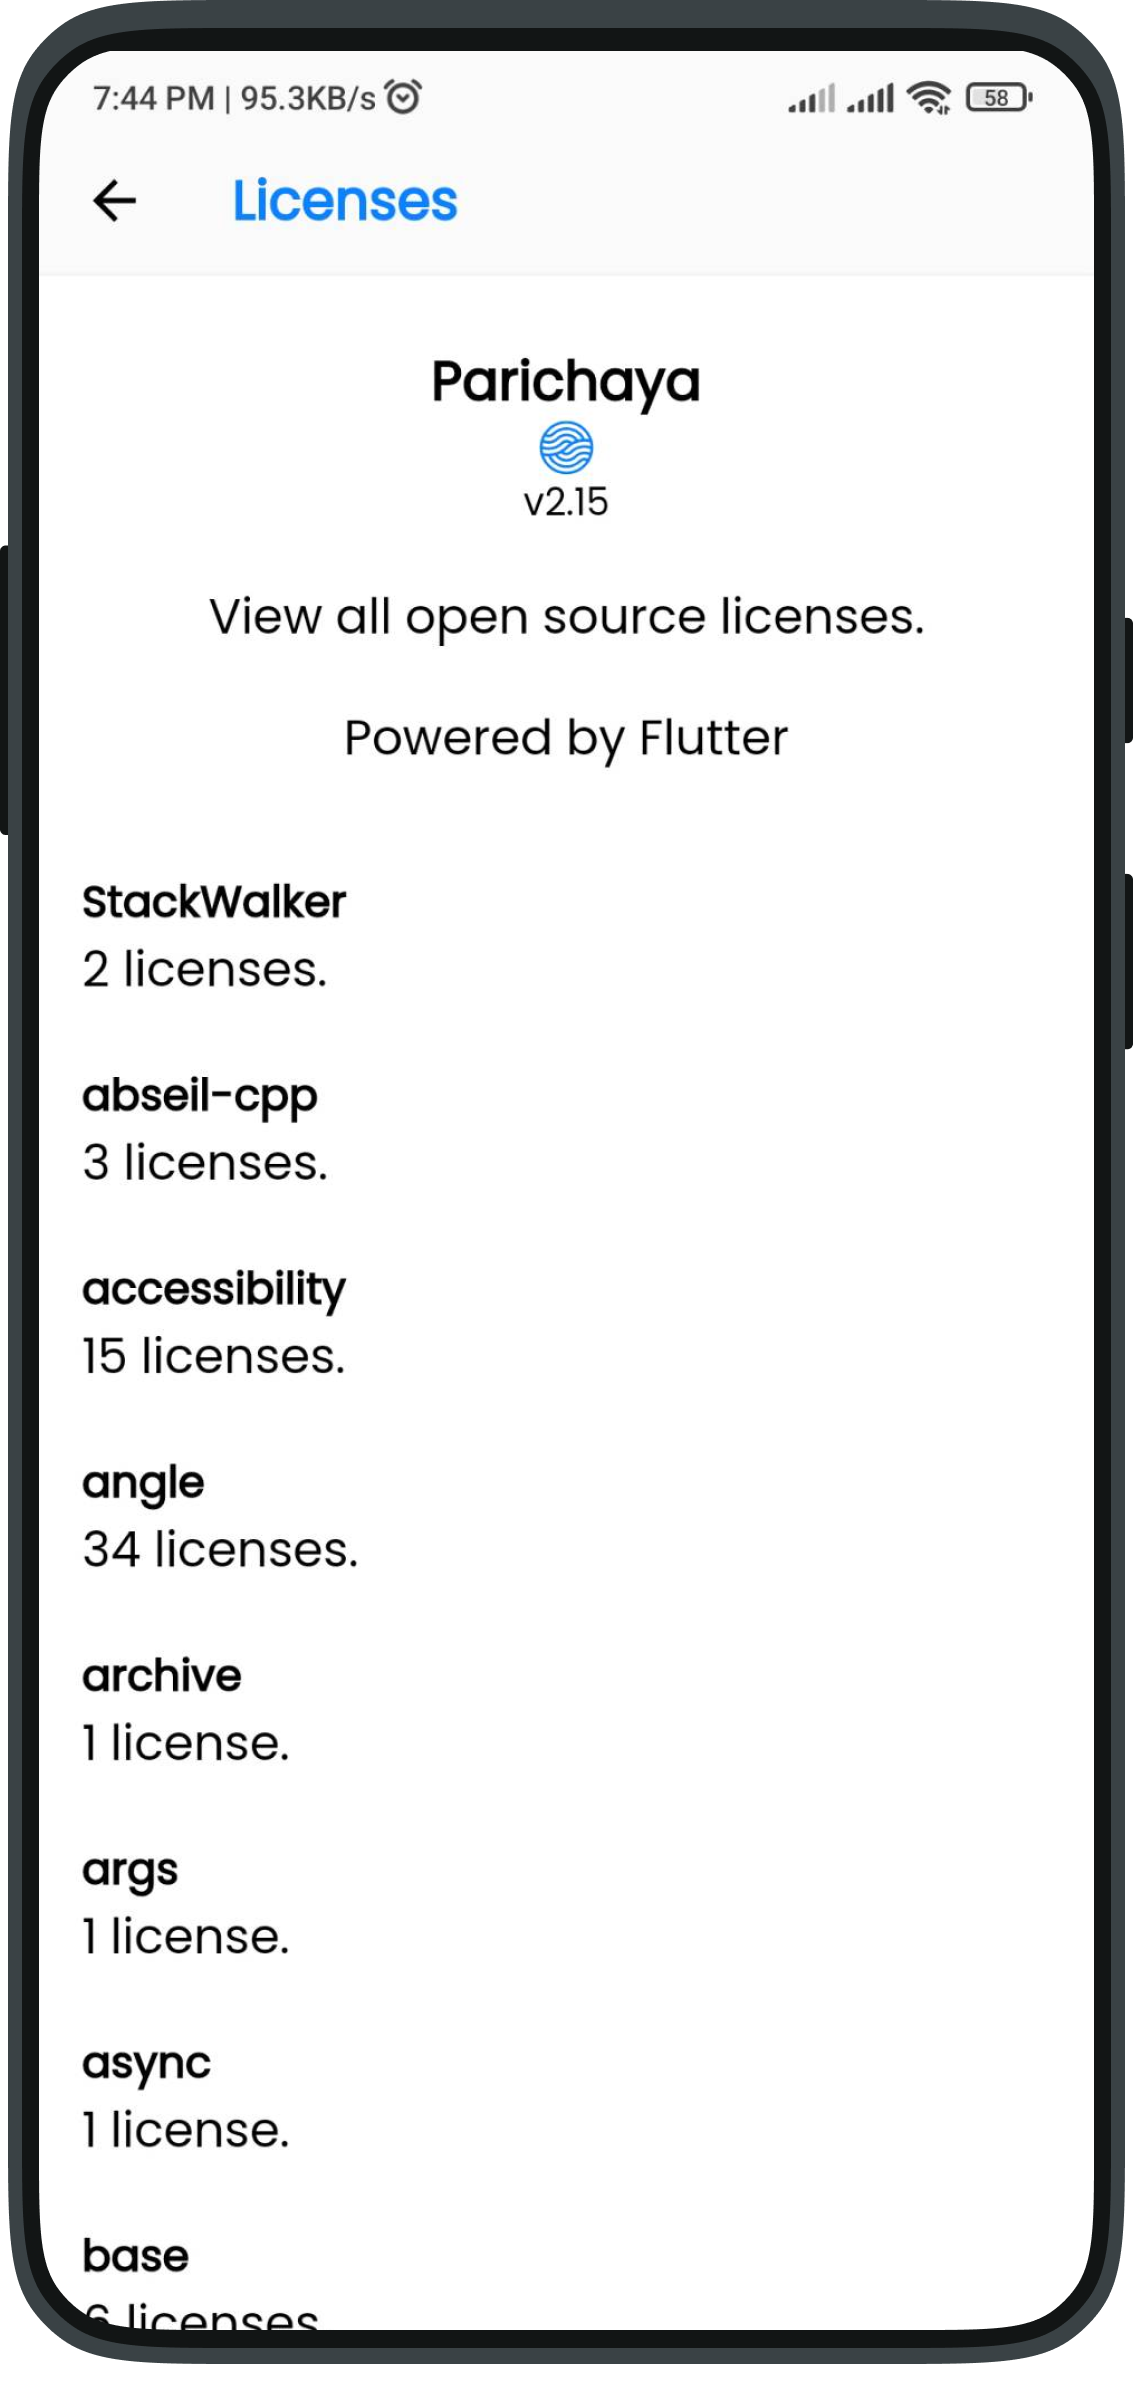 7:44 PM | 95.3KB/s 58
Licenses
Parichaya
v2.15
View all open source licenses.
Powered by Flutter
StackWalker
2 licenses.
abseil-cpp
3 licenses.
accessibility
15 licenses.
angle
34 licenses.
archive
1 license.
args
1 license.
async
1 license.
base
6 licenses